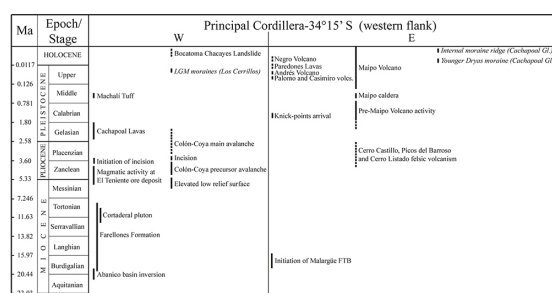 Ma
Epoch/
Stage
Principal Cordillera-34°15' S (western flank)
W
E
HOLOCENE
0.0117
Upper
0.126
Middle
0.781
Calabrian
1.80
Gelasian
2.58
Placenzian
3.60
Zanclean
5.33
Messinian
7.246
Tortonian
11.63
Serravallian
13.82
Langhian
15.97
Burdigalian
20.44
Aquitanian
23.03
PLEISTOCENE
PLIOCENE
MIOCENE
Bocatoma Chacayes Landslide
LGM moraines (Los Cerrillos)
Machalí Tuff
Cachapoal Lavas
Colón-Coya main avalanche
Incision
Initiation of incision
Colón-Coya precursor avalanche
Magmatic activity at
El Teniente ore deposit
Elevated low relief surface
Cortaderal pluton
Farellones Formation
Abanico basin inversion
Negro Volcano
Paredones Lavas
Andrés Volcano
Palomo and Casimiro volcs.
Knick-points arrival
Initiation of Malargüe FTB
Internal moraine ridge (Cachapoal Gl.)
Younger Dryas moraine (Cachapoal Gl
Maipo Volcano
Maipo caldera
Pre-Maipo Volcano activity
Cerro Castillo, Picos del Barroso
and Cerro Listado felsic volcanism